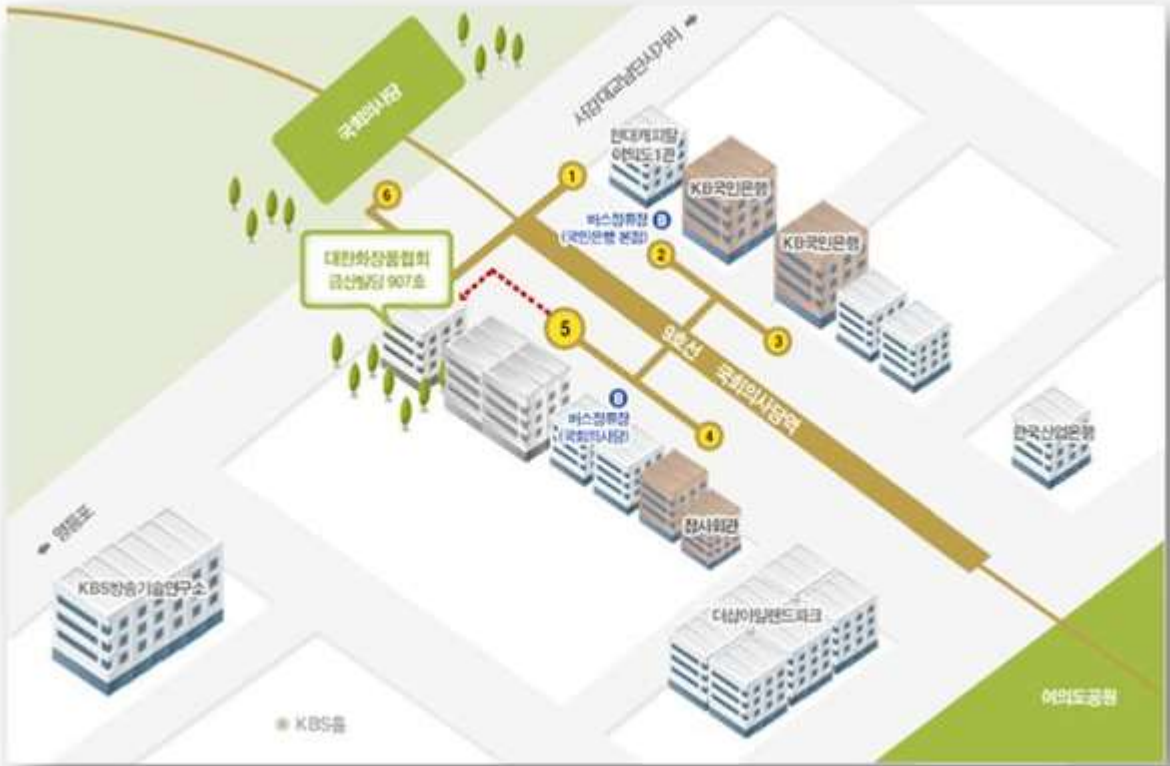 국회의사당
서강대교남단사거리
현대캐피탈
여의도1관
KB국민은행
KB국민은행
1
6
버스정류장 B
(국민은행 본점)
2
대한화장품협회
금산빌딩 907호
5
3
9호선 국회의사당역
B
버스정류장
(국회의사당)
4
한국산업은행
잠사회관
영등포
KBS방송기술연구소
더샵아일랜드파크
여의도공원
KBS홀